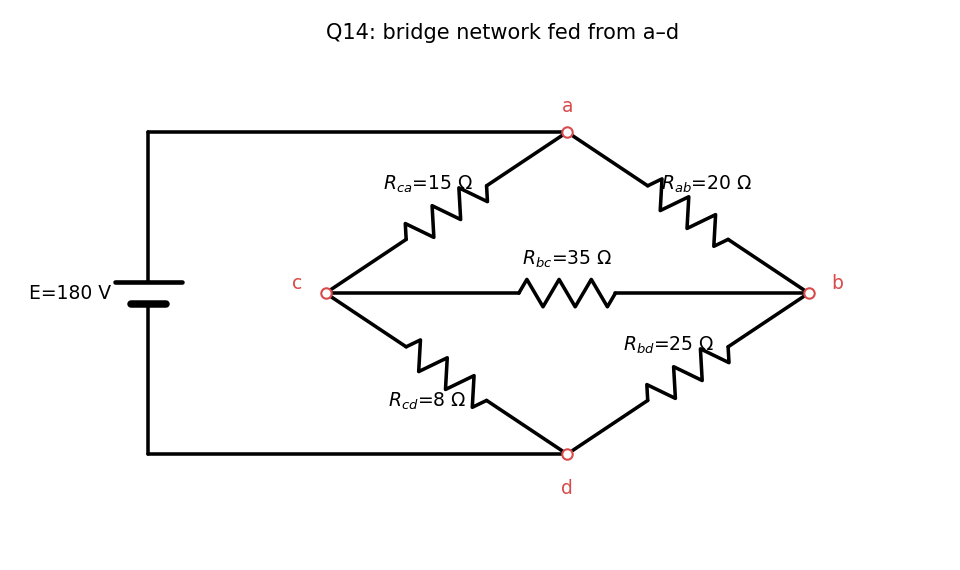 Q14: bridge network fed from a–d
a
R_ca=15 Ω
R_ab=20 Ω
R_bc=35 Ω
c
b
E=180 V
R_bd=25 Ω
R_cd=8 Ω
d